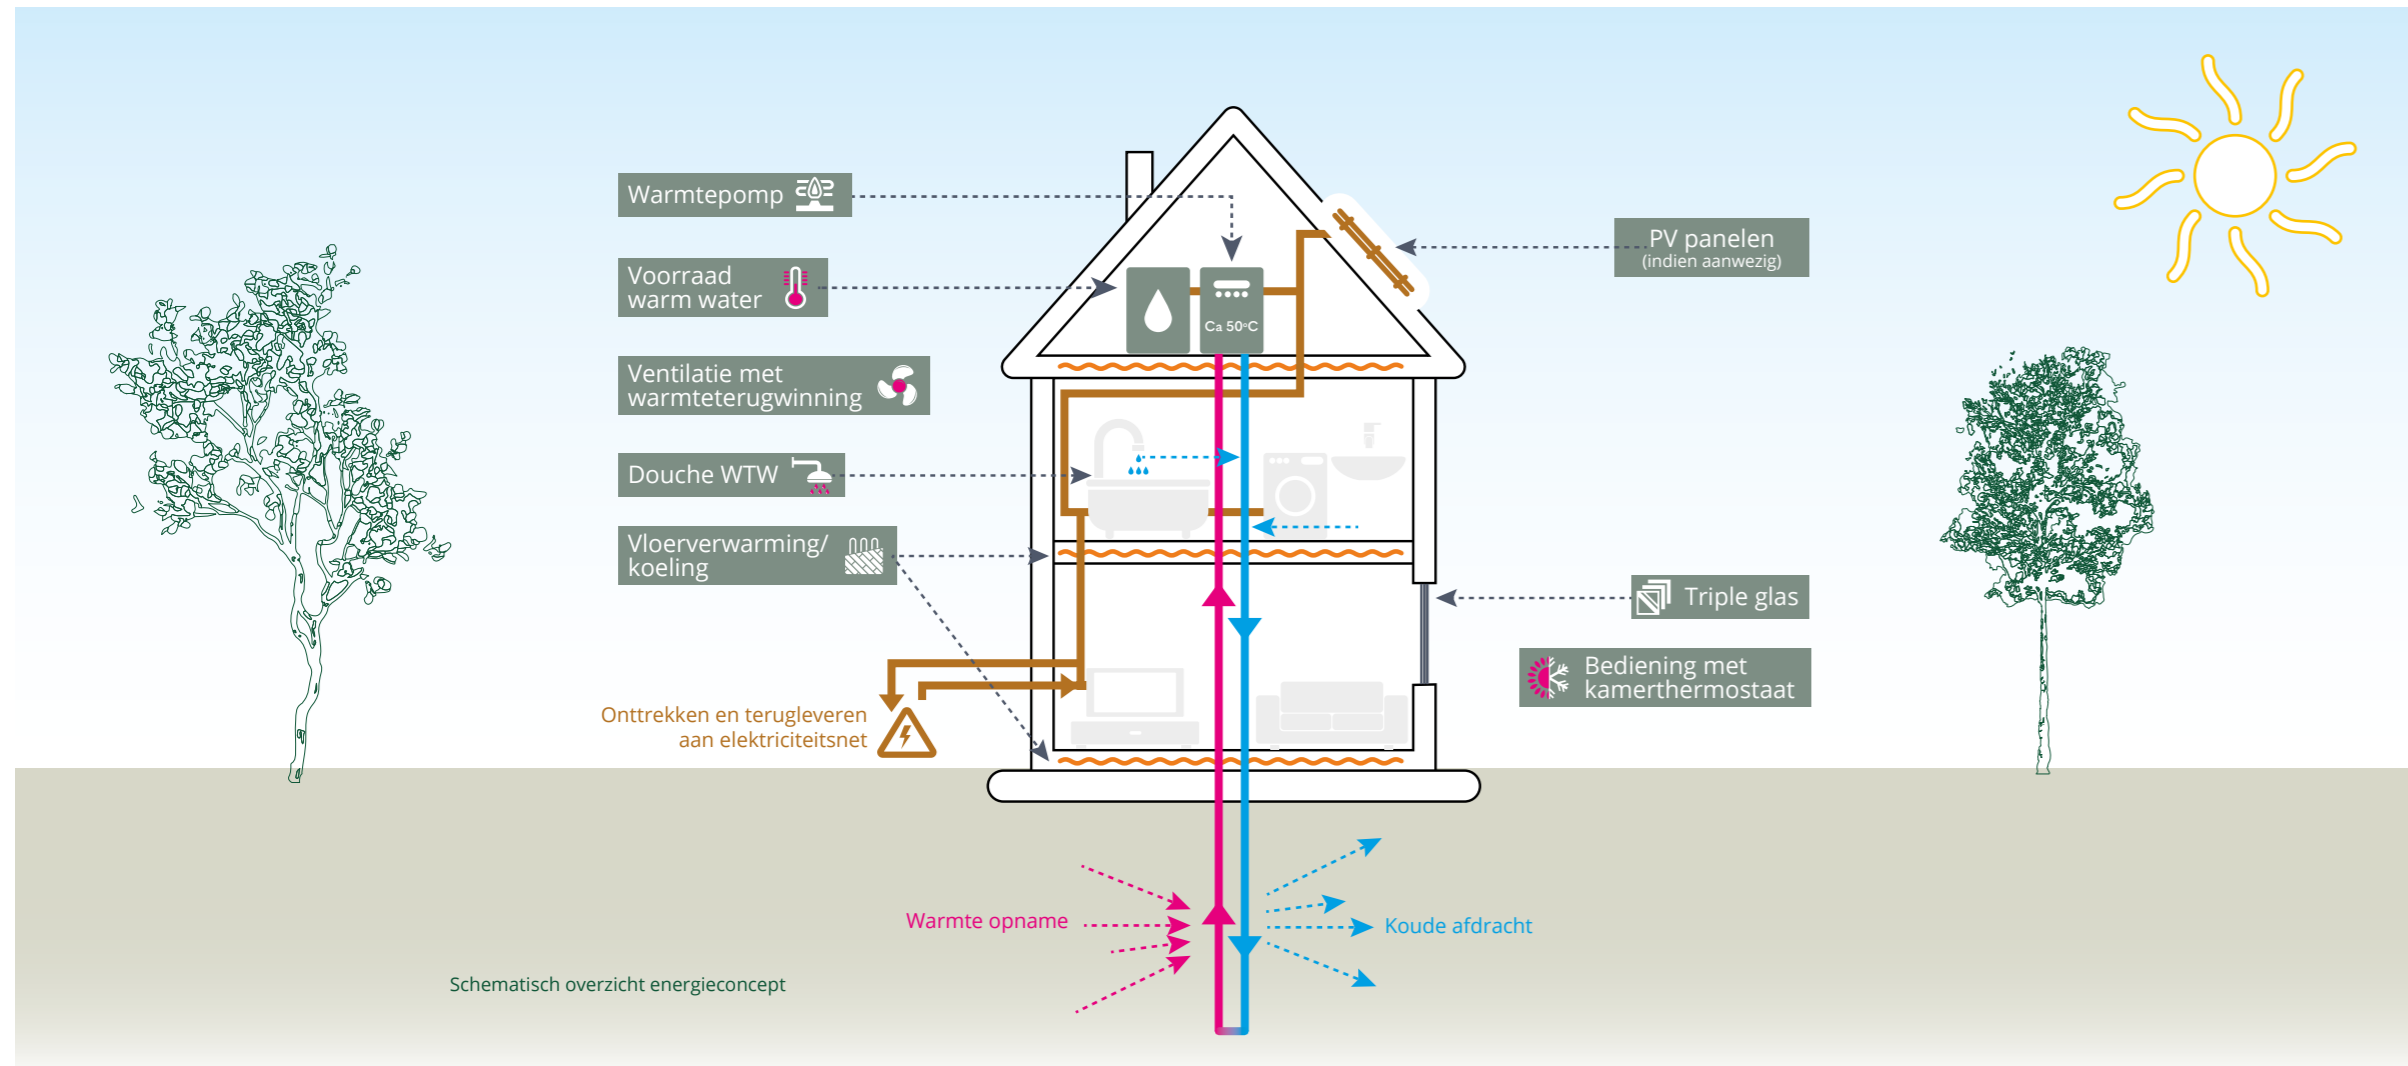 Warmtepomp
Voorraad
warm water
Ventilatie met
warmteterugwinning
Douche WTW
Vloerverwarming/
koeling
Onttrekken en terugleveren
aan elektriciteitsnet
Ca 50°C
PV panelen
(indien aanwezig)
Triple glas
Bediening met
kamerthermostaat
Warmte opname
Koude afdracht
Schematisch overzicht energieconcept